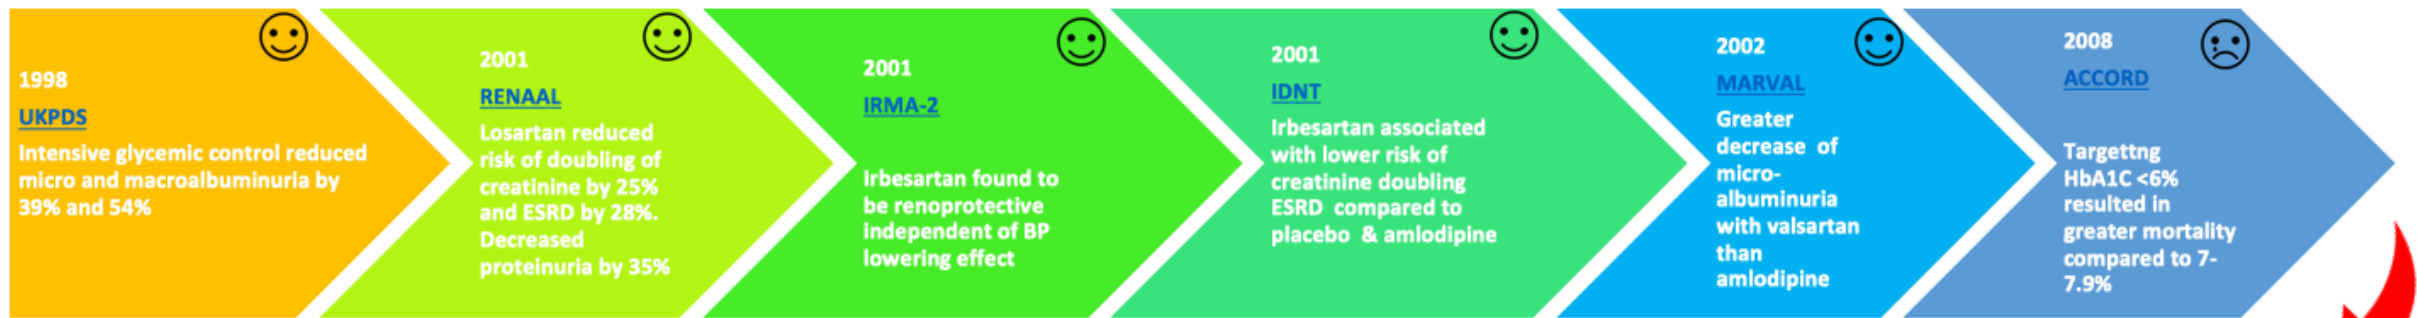 1998
UKPDS
Intensive glycemic control reduced
micro and macroalbuminuria by
39% and 54%
2001
RENAAL
Losartan reduced
risk of doubling of
creatinine by 25%
and ESRD by 28%.
Decreased
proteinuria by 35%
2001
IRMA-2
Irbesartan found to
be renoprotective
independent of BP
lowering effect
2001
IDNT
Irbesartan associated
with lower risk of
creatinine doubling
ESRD compared to
placebo & amlodipine
2002
MARVAL
Greater
decrease of
micro-
albuminuria
with valsartan
than
amlodipine
2008
ACCORD
Targettng
HbA1C <6%
resulted in
greater mortality
compared to 7-
7.9%